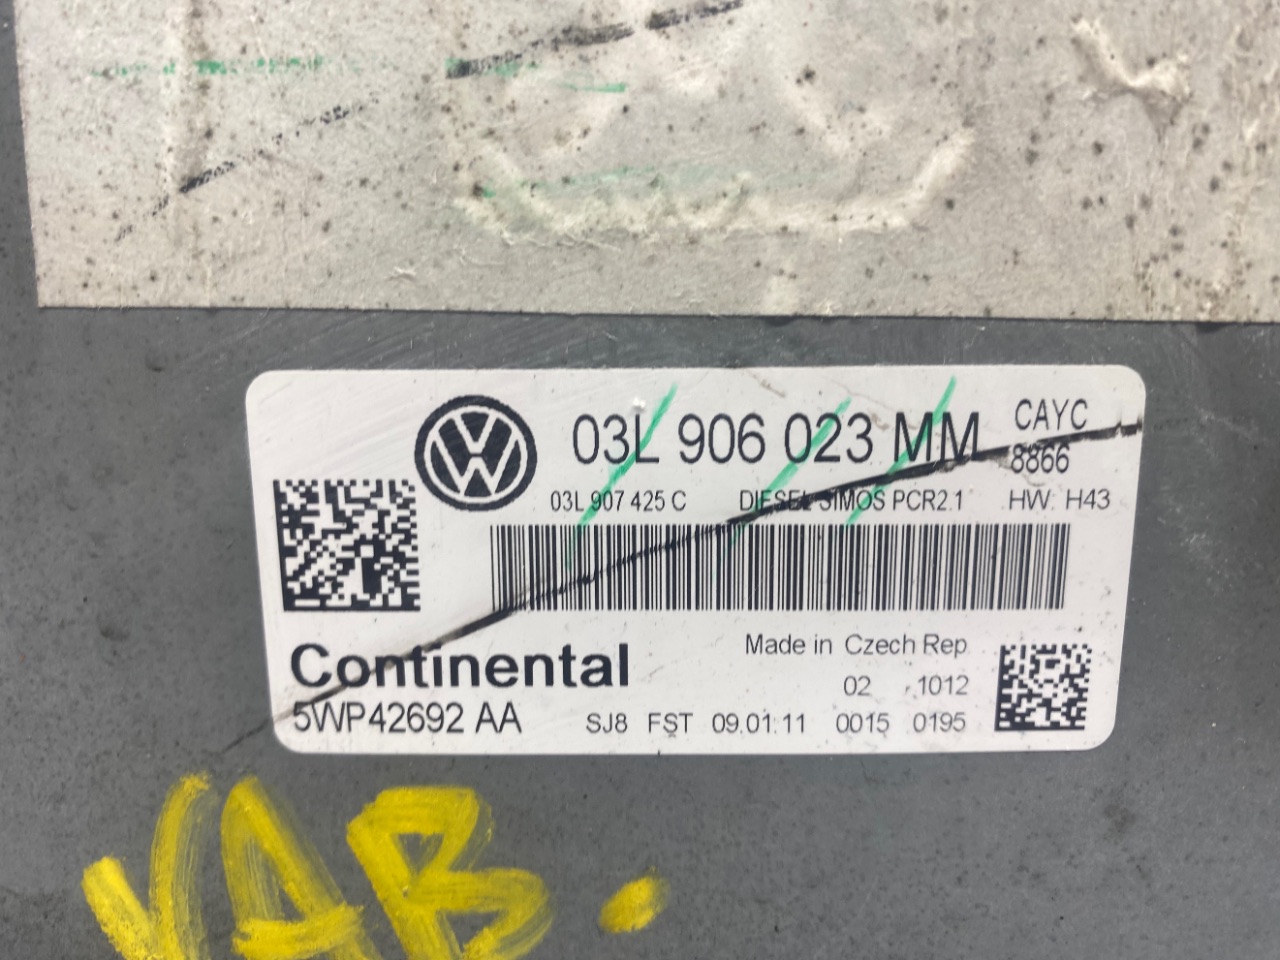 03L 906 023 MM CAYC
8866
03L 907 425 C DIESEL SIMOS PCR2.1 HW: H43
Continental
Made in Czech Rep
02 1012
5WP42692 AA SJ8 FST 09.01.11 0015 0195